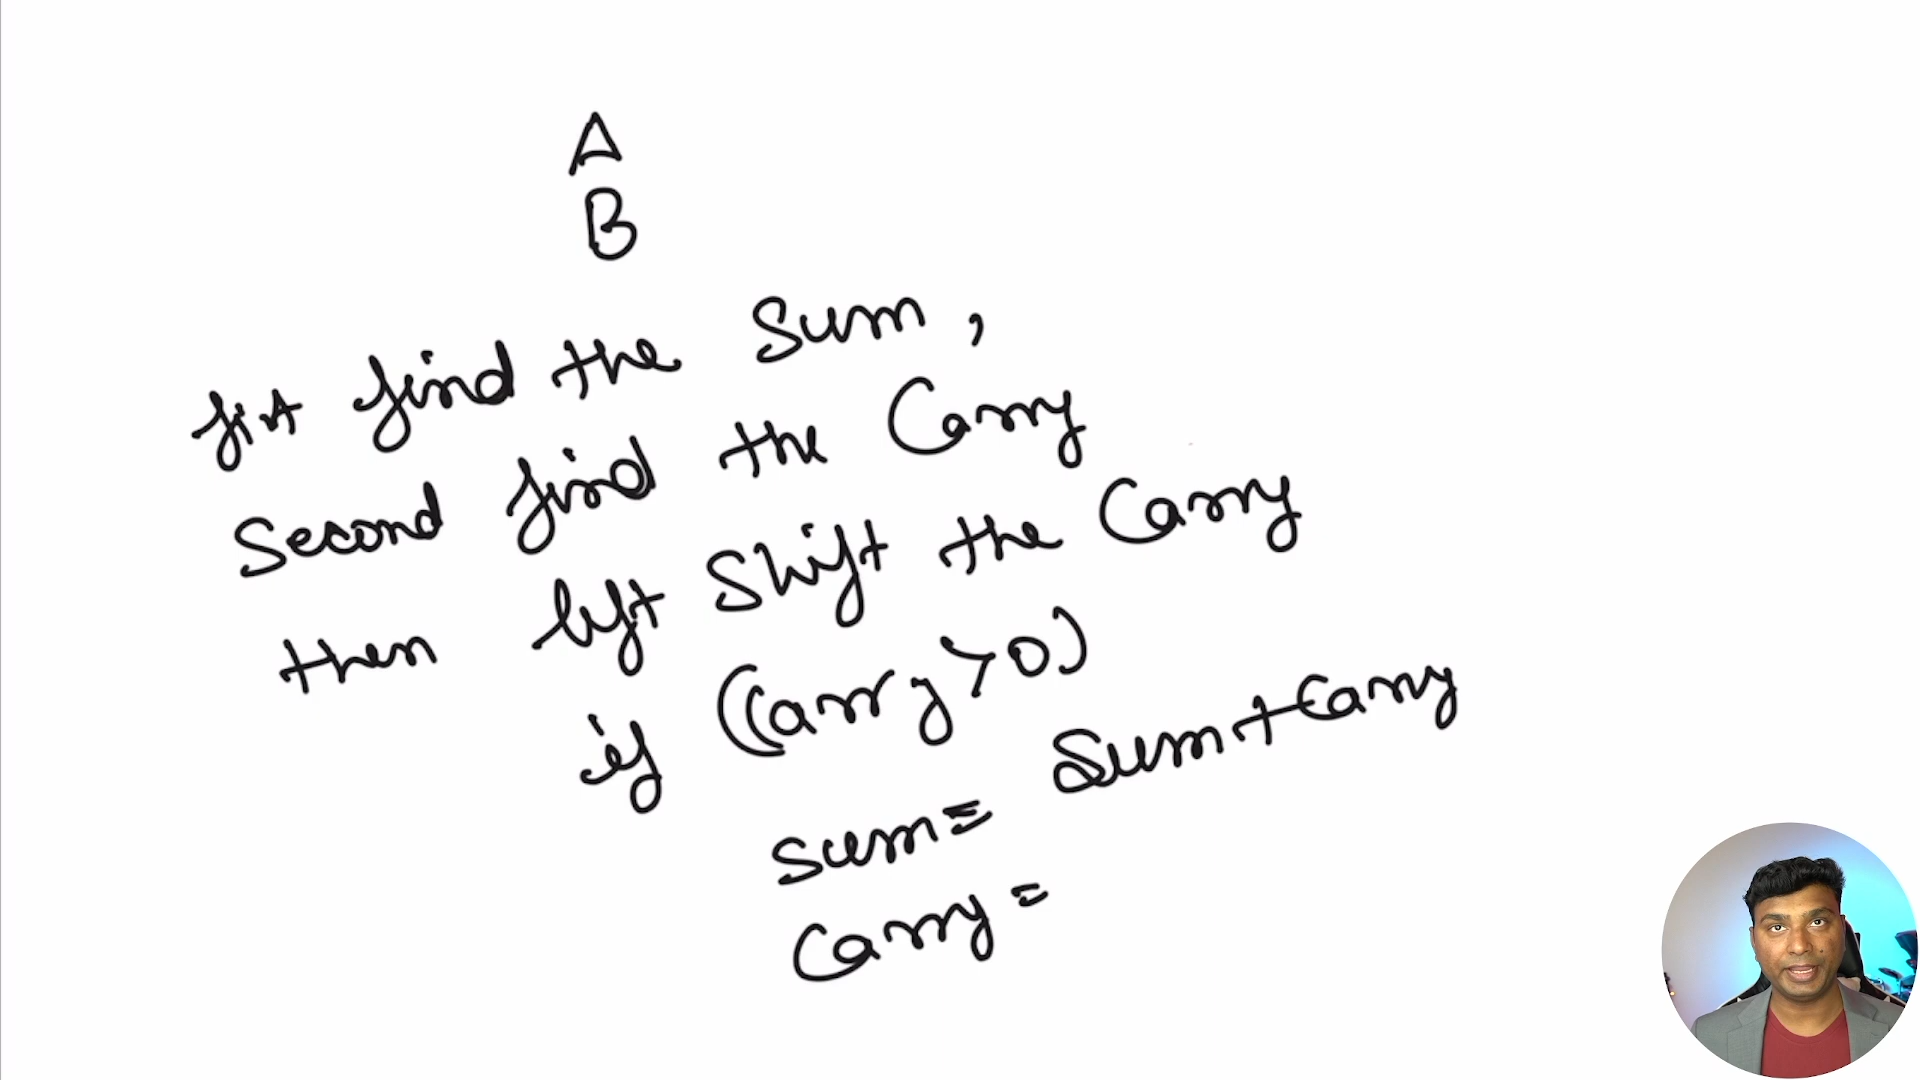 A
B
first find the Sum,
Second find the Carry
then left Shift the Carry
if (Carry>0)
sum= Sum+Carry
Carry=